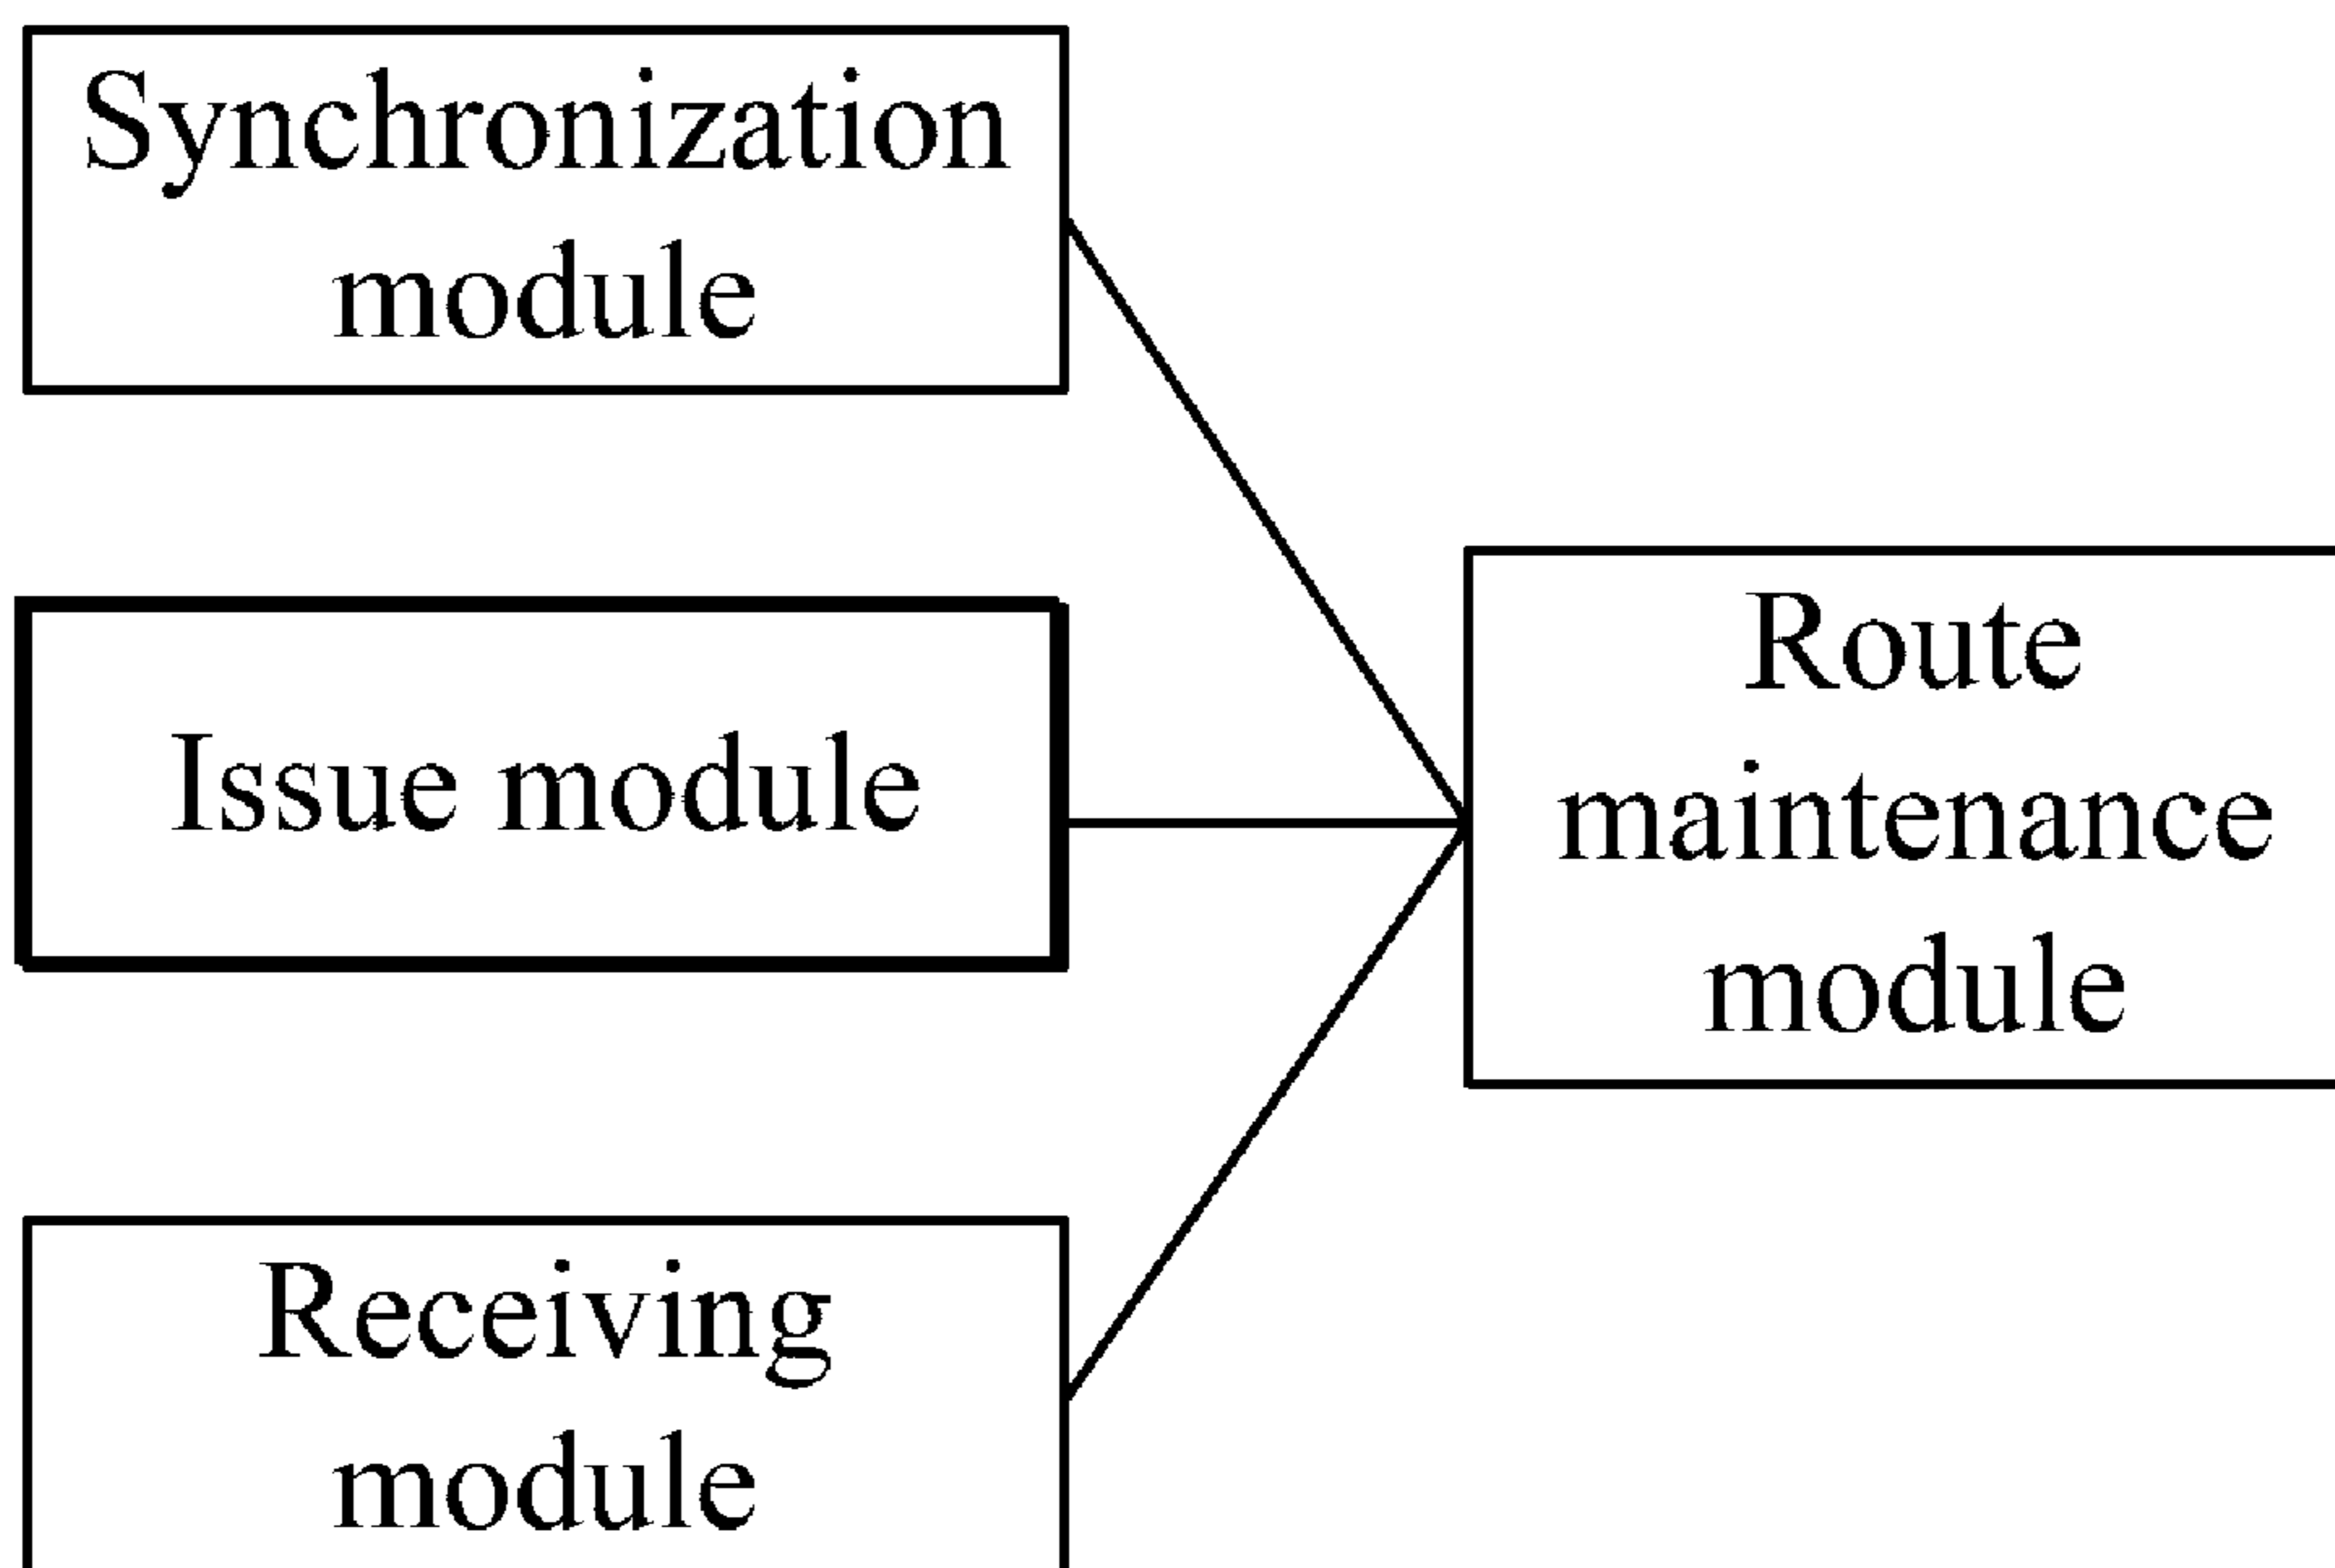 Synchronization
module
Issue module
Route
maintenance
module
Receiving
module